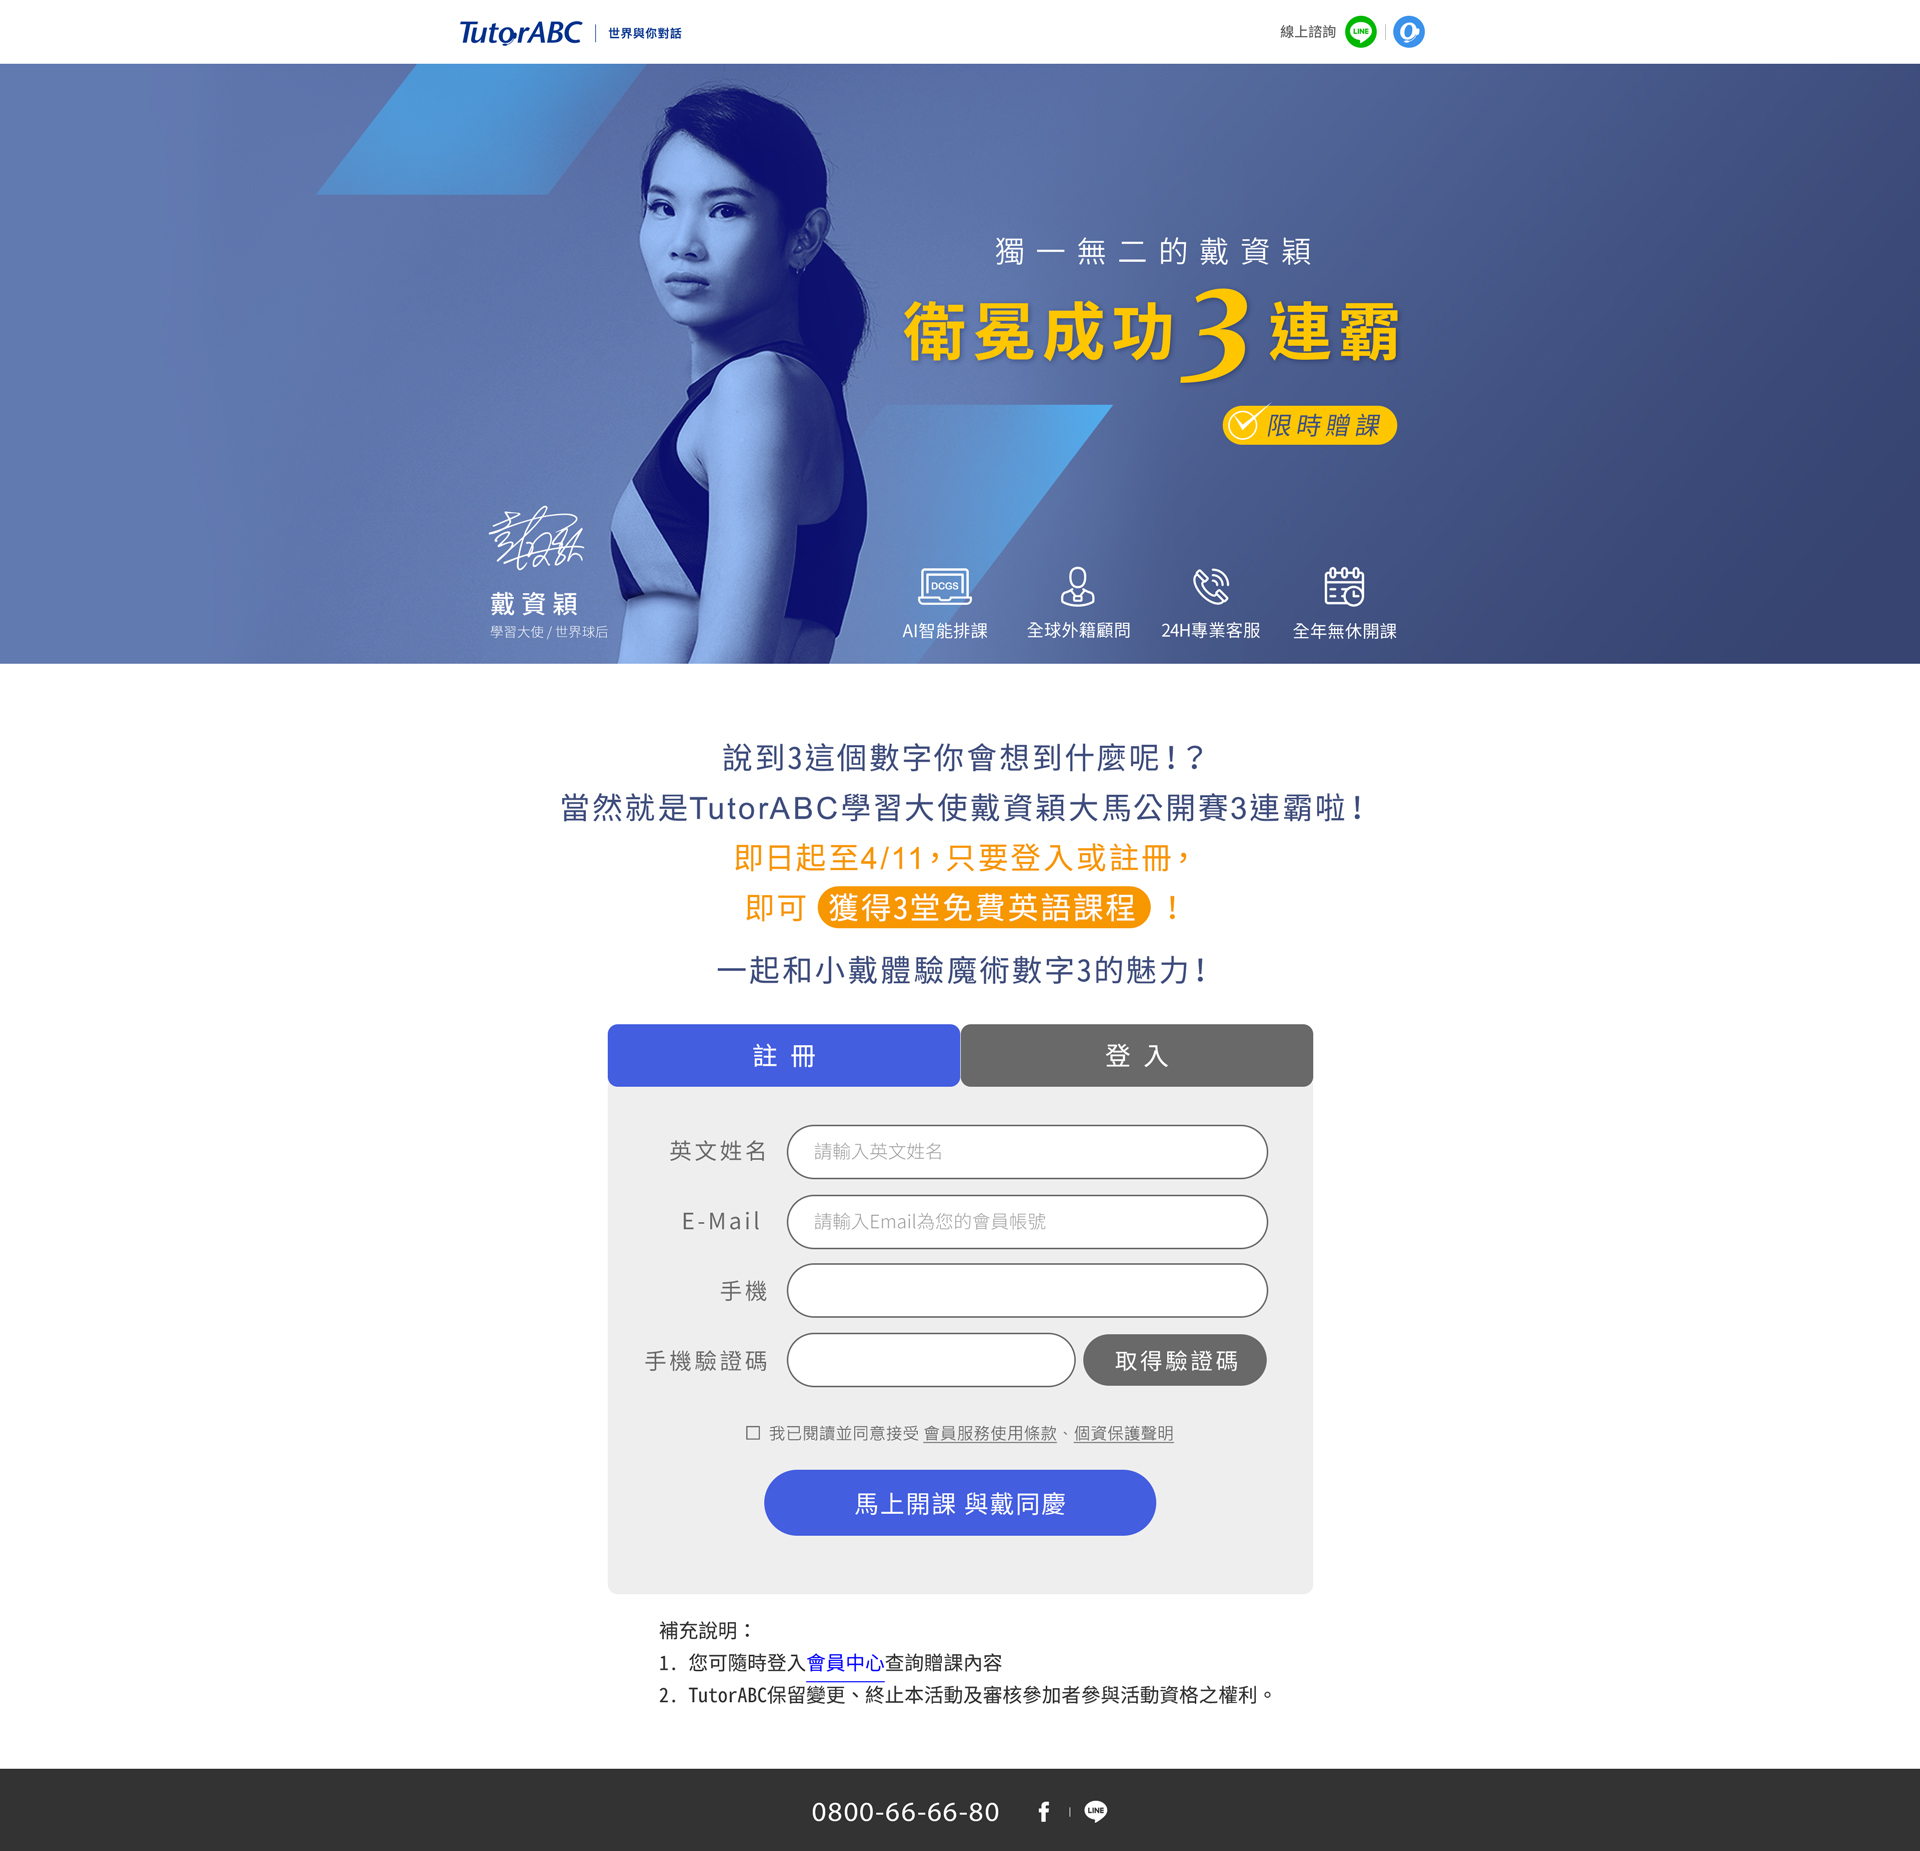 TutorABC
世界與你對話
線上諮詢
LINE
獨一無二的戴資穎
衛冕成功3連霸
限時贈課
戴資穎
學習大使 / 世界球后
DCGS
AI智能排課
全球外籍顧問
24H專業客服
全年無休開課
說到3這個數字你會想到什麼呢！？
當然就是TutorABC學習大使戴資穎大馬公開賽3連霸啦！
即日起至4/11，只要登入或註冊，
即可 獲得3堂免費英語課程 ！
一起和小戴體驗魔術數字3的魅力！
註冊
登入
英文姓名
請輸入英文姓名
E-Mail
請輸入Email為您的會員帳號
手機
手機驗證碼
取得驗證碼
我已閱讀並同意接受 會員服務使用條款、個資保護聲明
馬上開課 與戴同慶
補充說明：
1. 您可隨時登入會員中心查詢贈課內容
2. TutorABC保留變更、終止本活動及審核參加者參與活動資格之權利。
0800-66-66-80
LINE